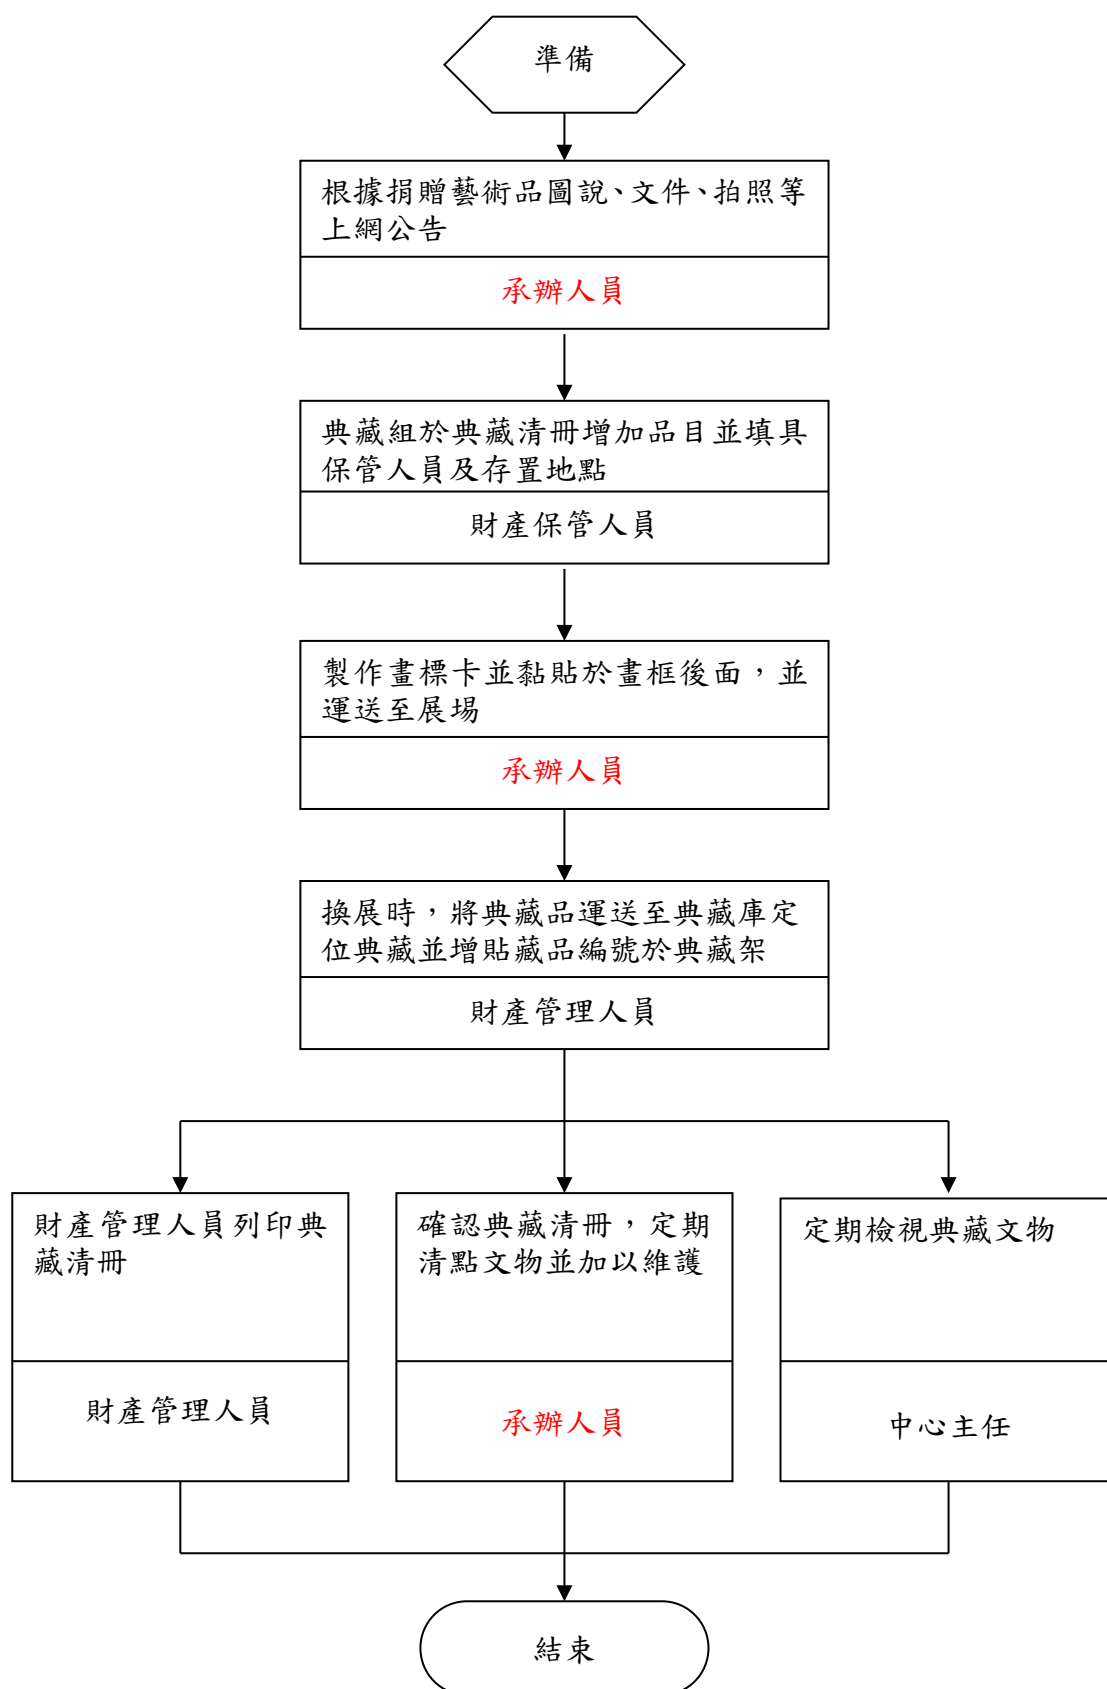 準備
根據捐贈藝術品圖說、文件、拍照等
上網公告
承辦人員
典藏組於典藏清冊增加品目並填具
保管人員及存置地點
財產保管人員
製作畫標卡並黏貼於畫框後面，並
運送至展場
承辦人員
換展時，將典藏品運送至典藏庫定
位典藏並增貼藏品編號於典藏架
財產管理人員
財產管理人員列印典
藏清冊
財產管理人員
確認典藏清冊，定期
清點文物並加以維護
承辦人員
定期檢視典藏文物
中心主任
結束